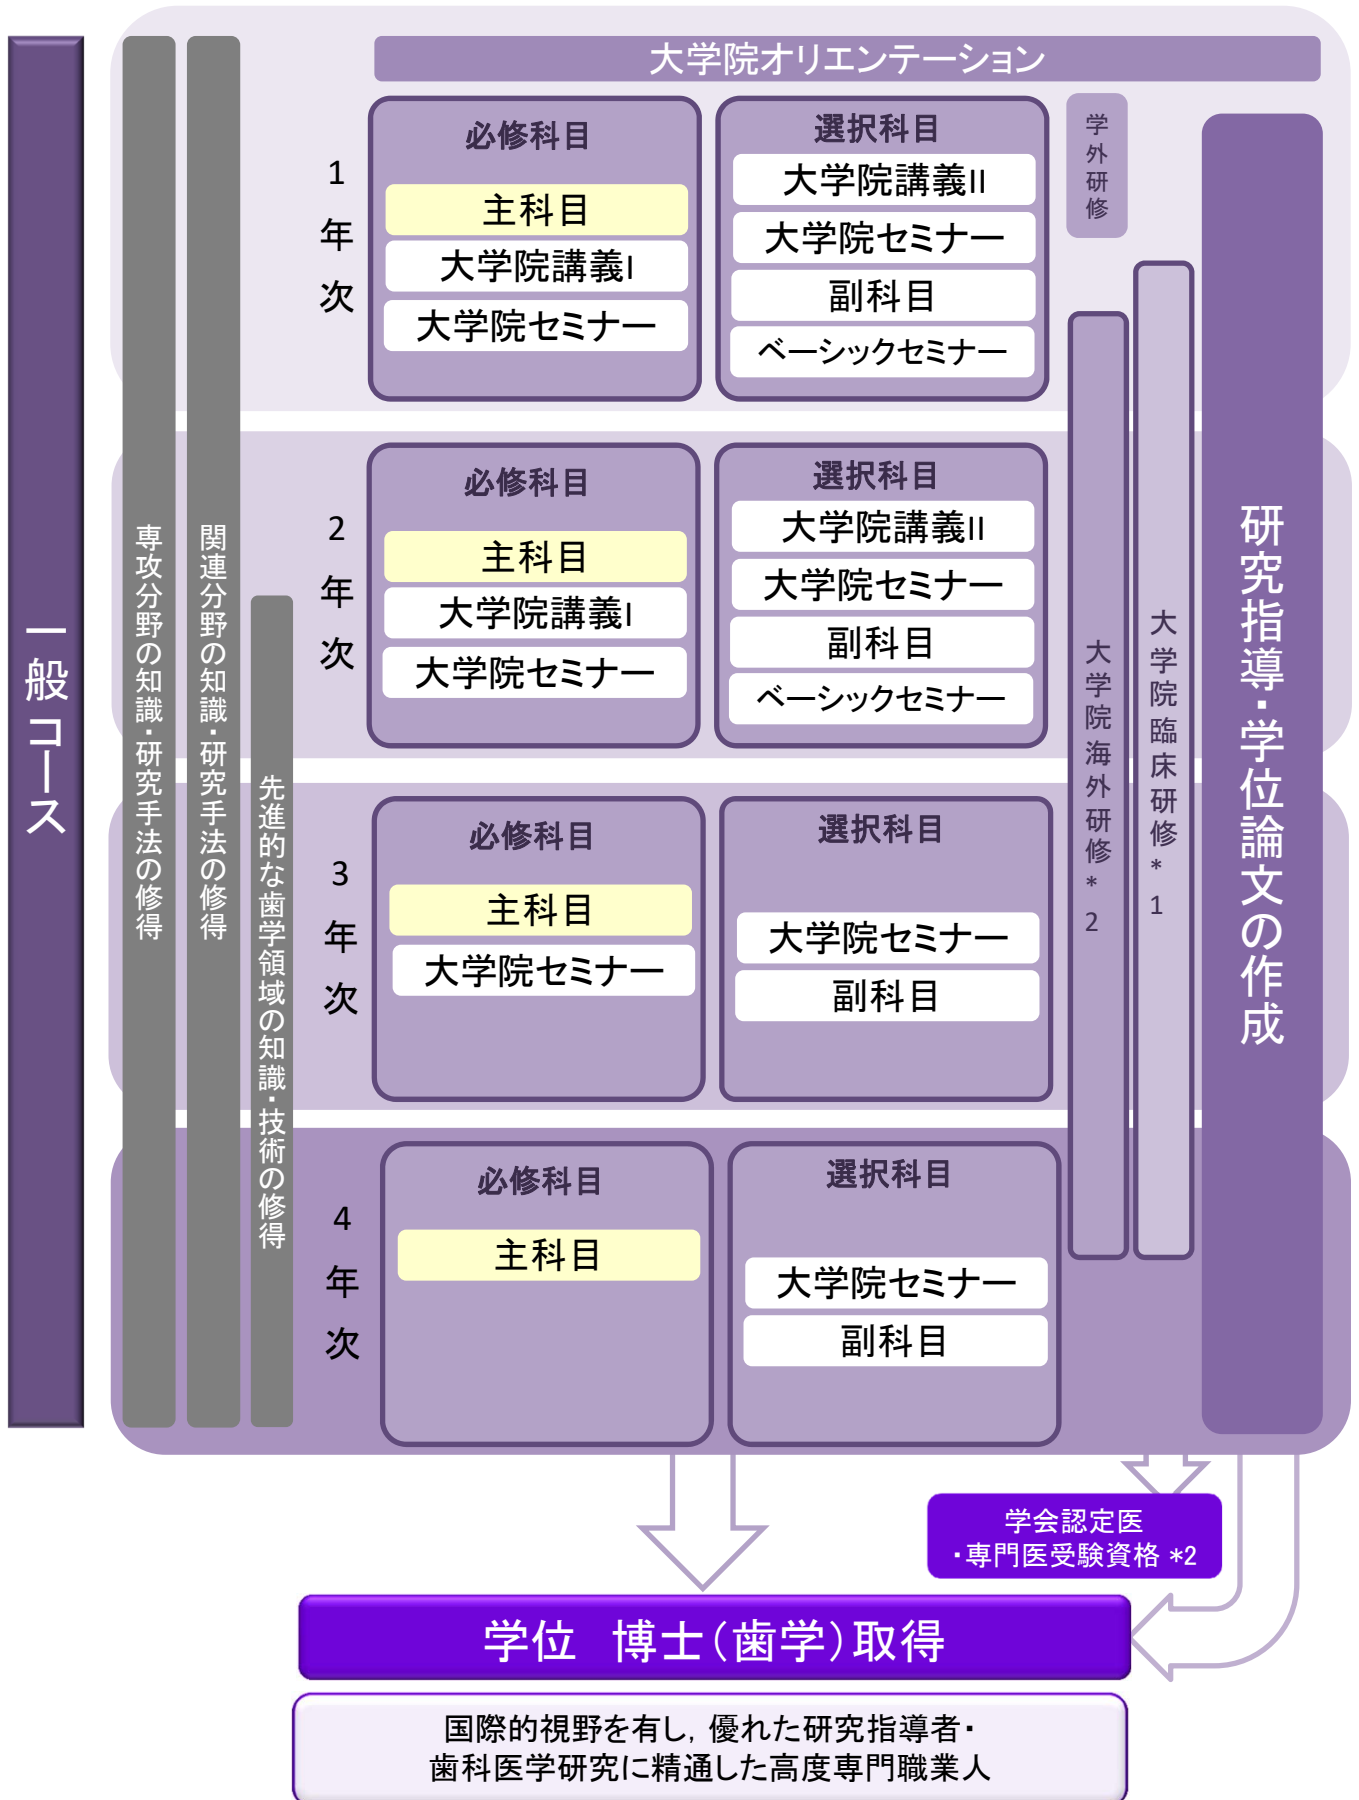 一般コース
専攻分野の知識・研究手法の修得
関連分野の知識・研究手法の修得
先進的な歯学領域の知識・技術の修得
大学院オリエンテーション
1年次
必修科目
主科目
大学院講義I
大学院セミナー
選択科目
大学院講義II
大学院セミナー
副科目
ベーシックセミナー
学外研修
2年次
必修科目
主科目
大学院講義I
大学院セミナー
選択科目
大学院講義II
大学院セミナー
副科目
ベーシックセミナー
3年次
必修科目
主科目
大学院セミナー
選択科目
大学院セミナー
副科目
4年次
必修科目
主科目
選択科目
大学院セミナー
副科目
大学院海外研修*2
大学院臨床研修*1
研究指導・学位論文の作成
学会認定医
・専門医受験資格 *2
学位　博士（歯学）取得
国際的視野を有し，優れた研究指導者・
歯科医学研究に精通した高度専門職業人